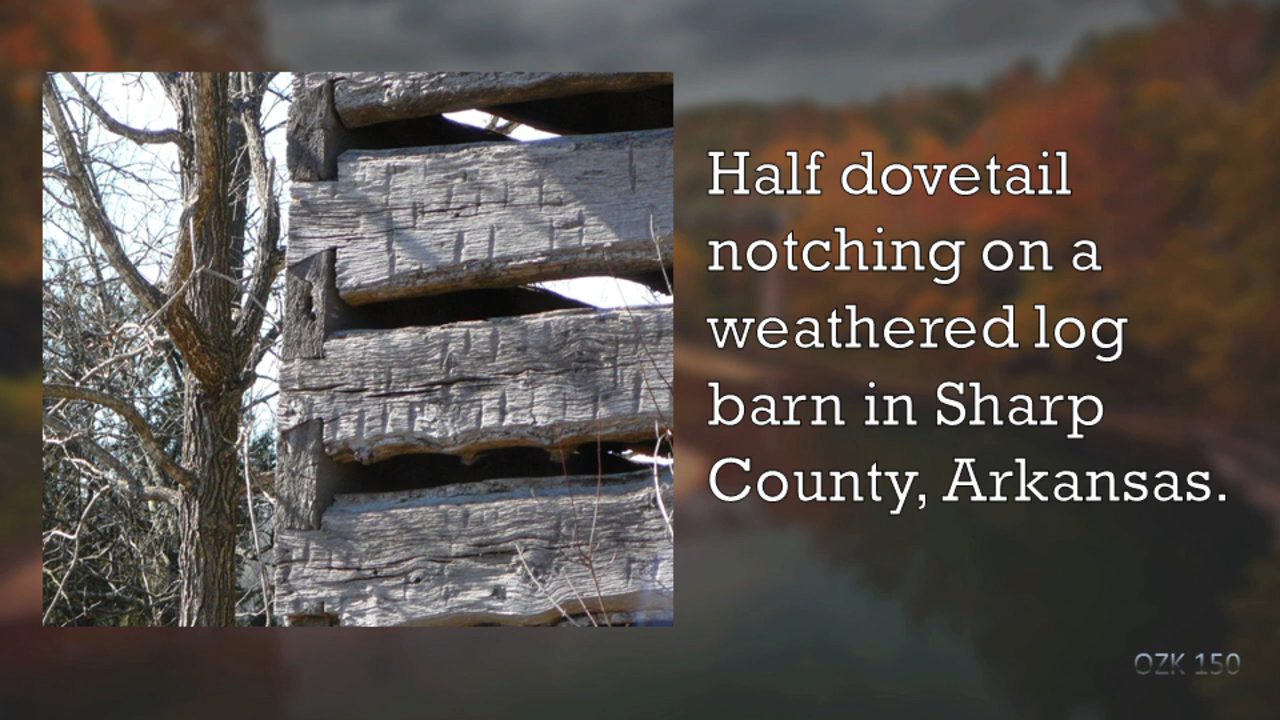 Half dovetail
notching on a
weathered log
barn in Sharp
County, Arkansas.
OZK 150